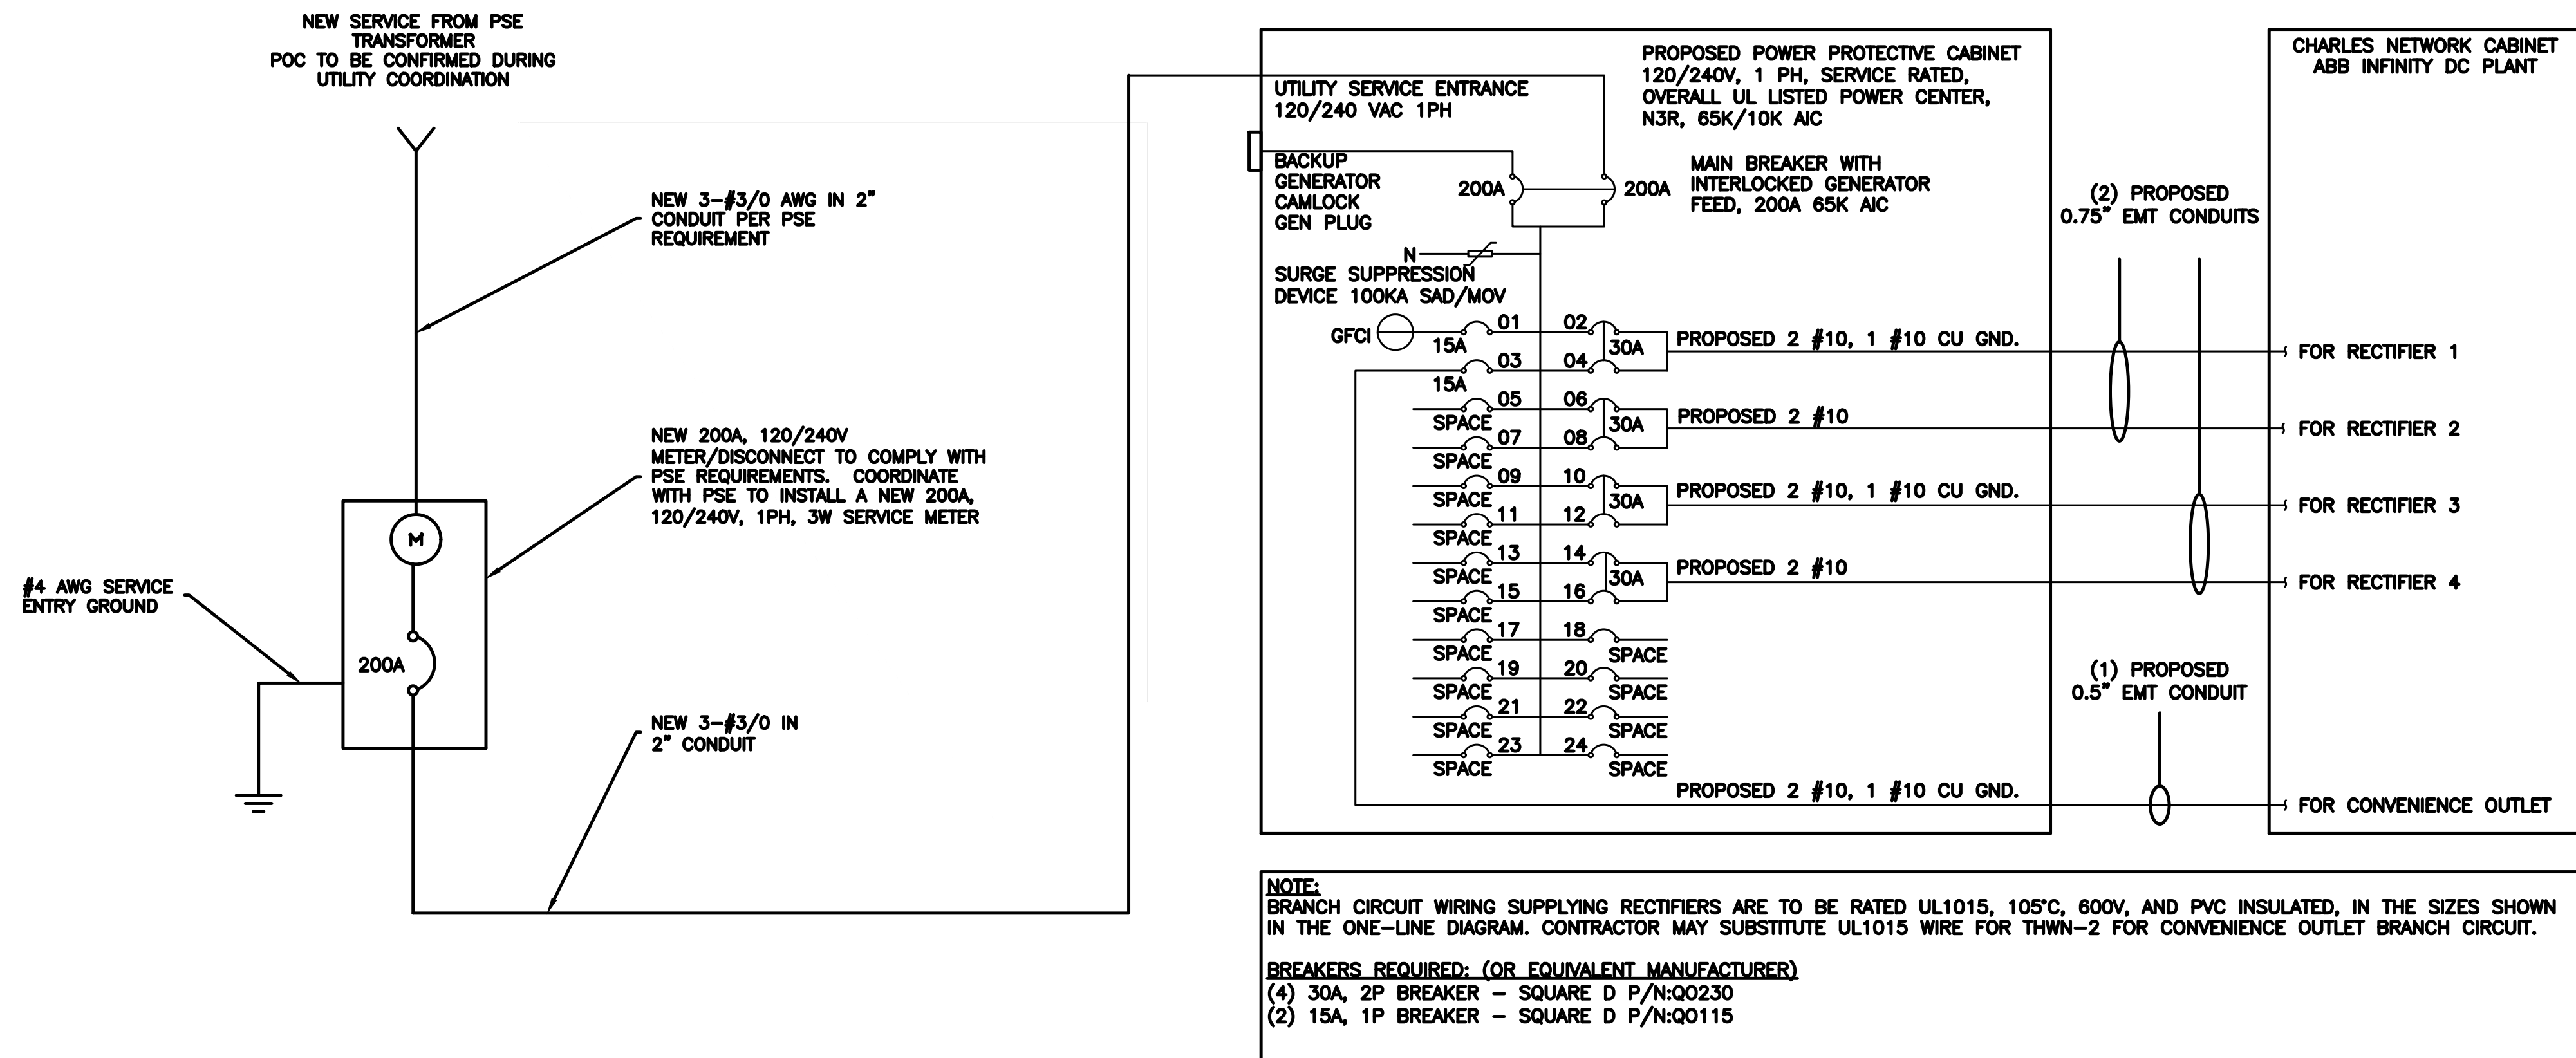 NEW SERVICE FROM PSE
TRANSFORMER
POC TO BE CONFIRMED DURING
UTILITY COORDINATION
NEW 3-#3/0 AWG IN 2"
CONDUIT PER PSE
REQUIREMENT
NEW 200A, 120/240V
METER/DISCONNECT TO COMPLY WITH
PSE REQUIREMENTS. COORDINATE
WITH PSE TO INSTALL A NEW 200A,
120/240V, 1PH, 3W SERVICE METER
M
#4 AWG SERVICE
ENTRY GROUND
200A
NEW 3-#3/0 IN
2" CONDUIT
UTILITY SERVICE ENTRANCE
120/240 VAC 1PH
PROPOSED POWER PROTECTIVE CABINET
120/240V, 1 PH, SERVICE RATED,
OVERALL UL LISTED POWER CENTER,
N3R, 65K/10K AIC
BACKUP
GENERATOR
CAMLOCK
GEN PLUG
200A
200A
MAIN BREAKER WITH
INTERLOCKED GENERATOR
FEED, 200A 65K AIC
N
SURGE SUPPRESSION
DEVICE 100KA SAD/MOV
GFCI
01
02
15A
30A
PROPOSED 2 #10, 1 #10 CU GND.
03
04
15A
05
06
SPACE
30A
PROPOSED 2 #10
07
08
SPACE
09
10
SPACE
30A
PROPOSED 2 #10, 1 #10 CU GND.
11
12
SPACE
13
14
SPACE
30A
PROPOSED 2 #10
15
16
SPACE
17
18
SPACE
SPACE
19
20
SPACE
SPACE
21
22
SPACE
SPACE
23
24
SPACE
SPACE
PROPOSED 2 #10, 1 #10 CU GND.
(2) PROPOSED
0.75" EMT CONDUITS
(1) PROPOSED
0.5" EMT CONDUIT
CHARLES NETWORK CABINET
ABB INFINITY DC PLANT
FOR RECTIFIER 1
FOR RECTIFIER 2
FOR RECTIFIER 3
FOR RECTIFIER 4
FOR CONVENIENCE OUTLET
NOTE:
BRANCH CIRCUIT WIRING SUPPLYING RECTIFIERS ARE TO BE RATED UL1015, 105°C, 600V, AND PVC INSULATED, IN THE SIZES SHOWN
IN THE ONE-LINE DIAGRAM. CONTRACTOR MAY SUBSTITUTE UL1015 WIRE FOR THWN-2 FOR CONVENIENCE OUTLET BRANCH CIRCUIT.
BREAKERS REQUIRED: (OR EQUIVALENT MANUFACTURER)
(4) 30A, 2P BREAKER - SQUARE D P/N:QO230
(2) 15A, 1P BREAKER - SQUARE D P/N:QO115